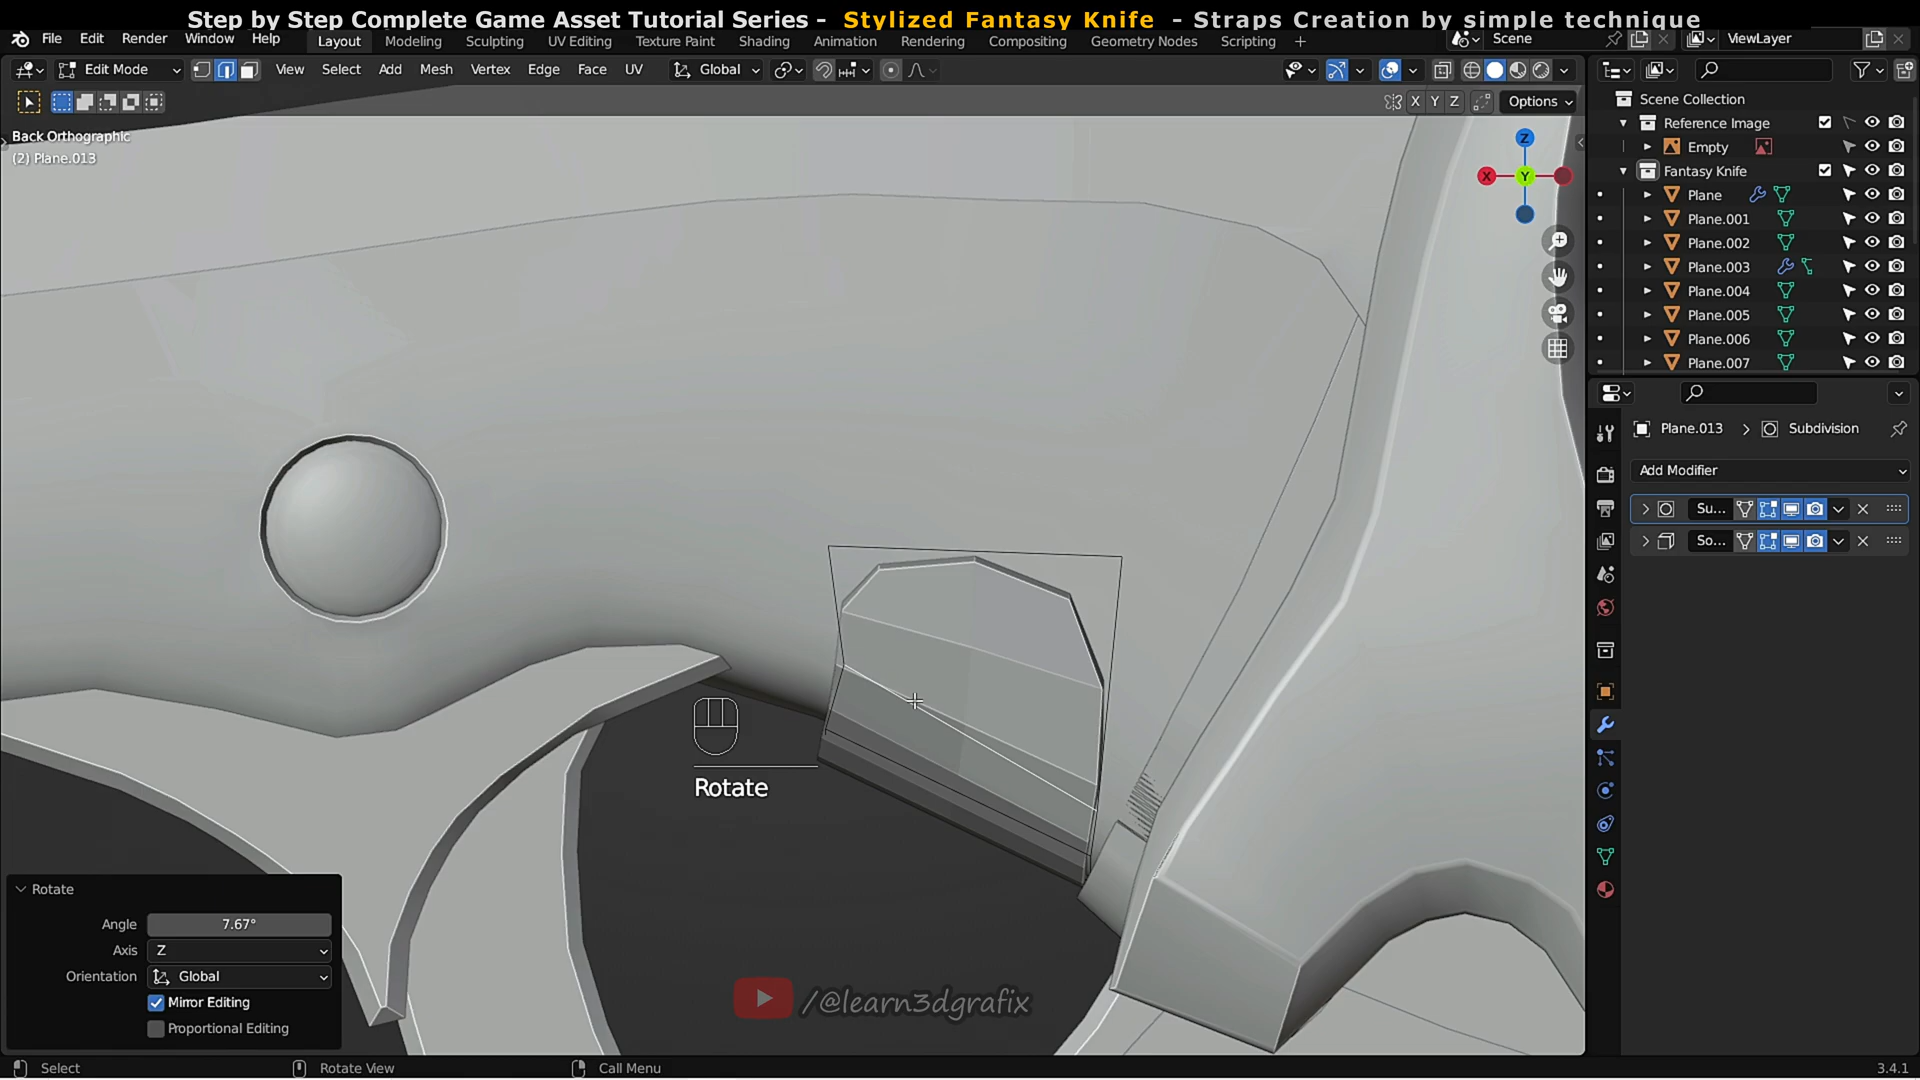 Step by Step Complete Game Asset Tutorial Series - Stylized Fantasy Knife - Straps Creation by simple technique
File Edit Render Window Help Layout Modeling Sculpting UV Editing Texture Paint Shading Animation Rendering Compositing Geometry Nodes Scripting + Scene ViewLayer
Edit Mode View Select Add Mesh Vertex Edge Face UV Global
X Y Z Options
Back Orthographic
(2) Plane.013
Z
X Y
Scene Collection
Reference Image
Empty
Fantasy Knife
Plane
Plane.001
Plane.002
Plane.003
Plane.004
Plane.005
Plane.006
Plane.007
Plane.013 > Subdivision
Add Modifier
Su...
So...
Rotate
Rotate
Angle 7.67°
Axis Z
Orientation Global
Mirror Editing
Proportional Editing
/@learn3dgrafix
Select Rotate View Call Menu 3.4.1